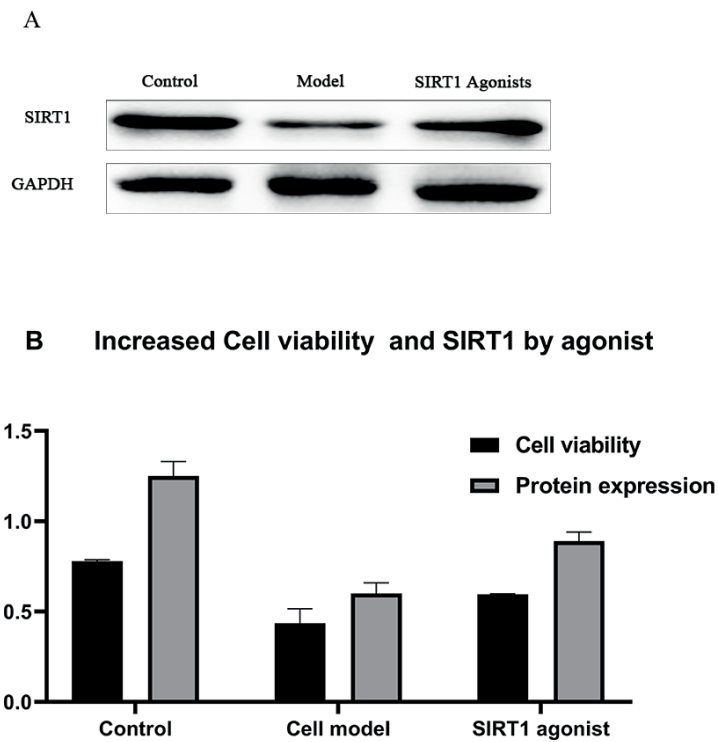 A
Control Model SIRT1 Agonists
SIRT1
GAPDH
B Increased Cell viability and SIRT1 by agonist
1.5
Cell viability
Protein expression
1.0
0.5
0.0
Control Cell model SIRT1 agonist